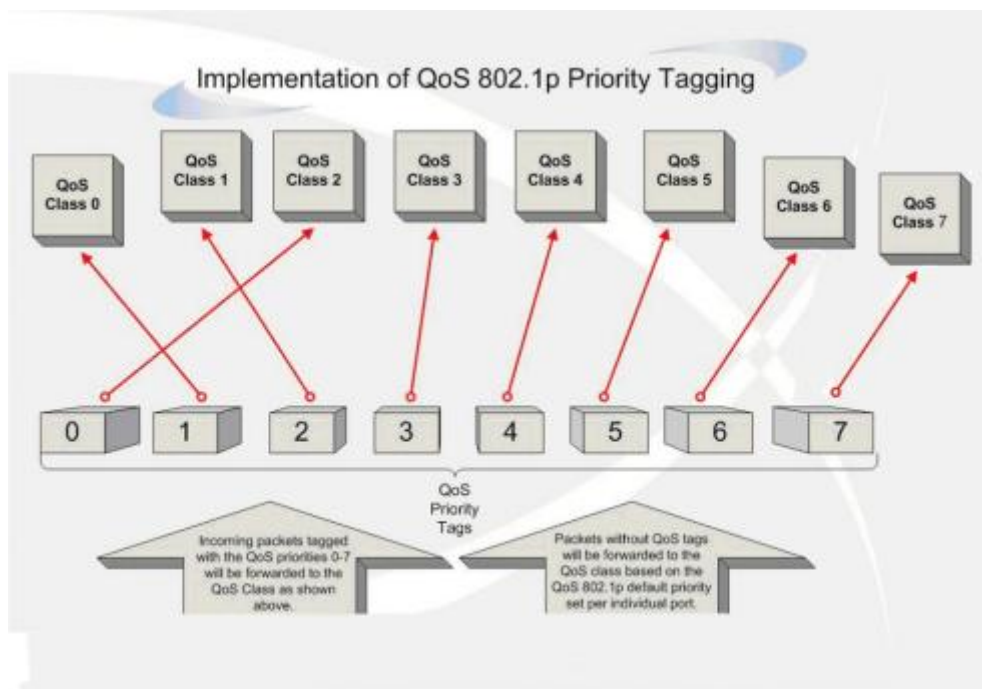 Implementation of QoS 802.1p Priority Tagging
QoS
Class 0
QoS
Class 1
QoS
Class 2
QoS
Class 3
QoS
Class 4
QoS
Class 5
QoS
Class 6
QoS
Class 7
0
1
2
3
4
5
6
7
QoS
Priority
Tags
Incoming packets tagged
with the QoS priorities 0-7
will be forwarded to the
QoS Class as shown
above.
Packets without QoS tags
will be forwarded to the
QoS class based on the
QoS 802.1p default priority
set per individual port.